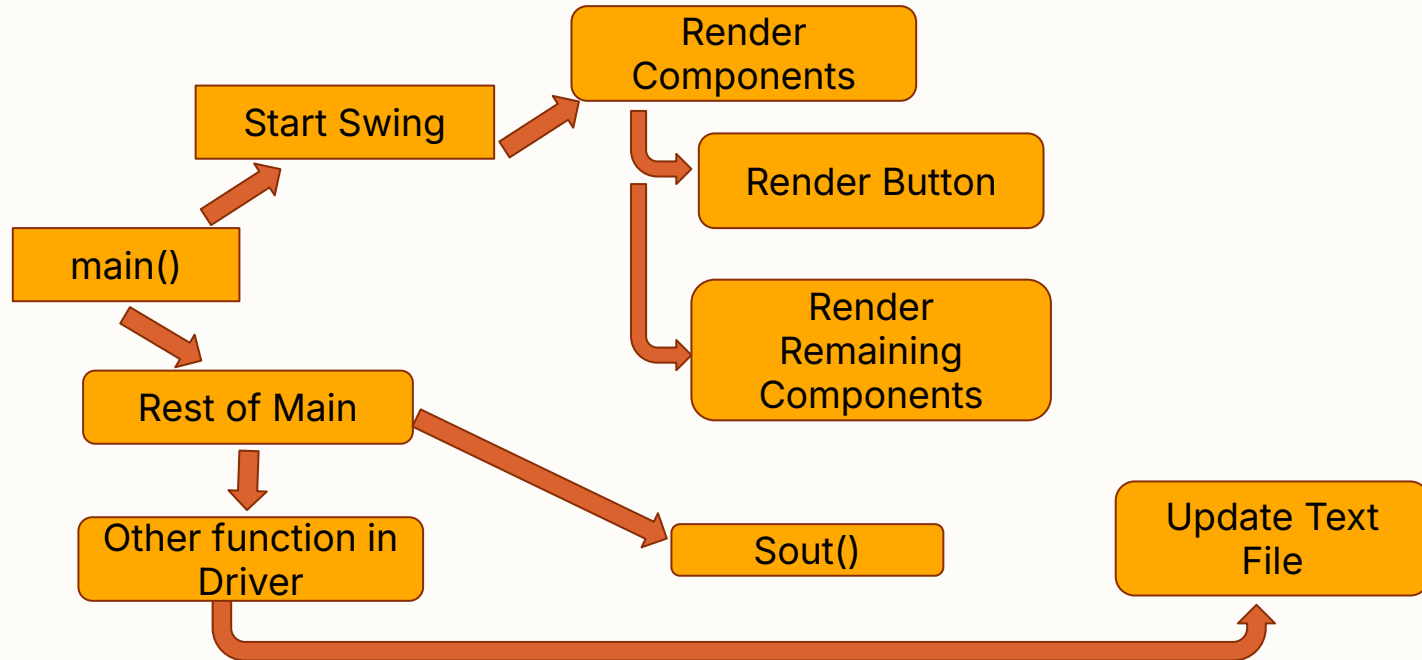 Render
Components
Start Swing
Render Button
main()
Render
Remaining
Components
Rest of Main
Other function in
Driver
Sout()
Update Text
File